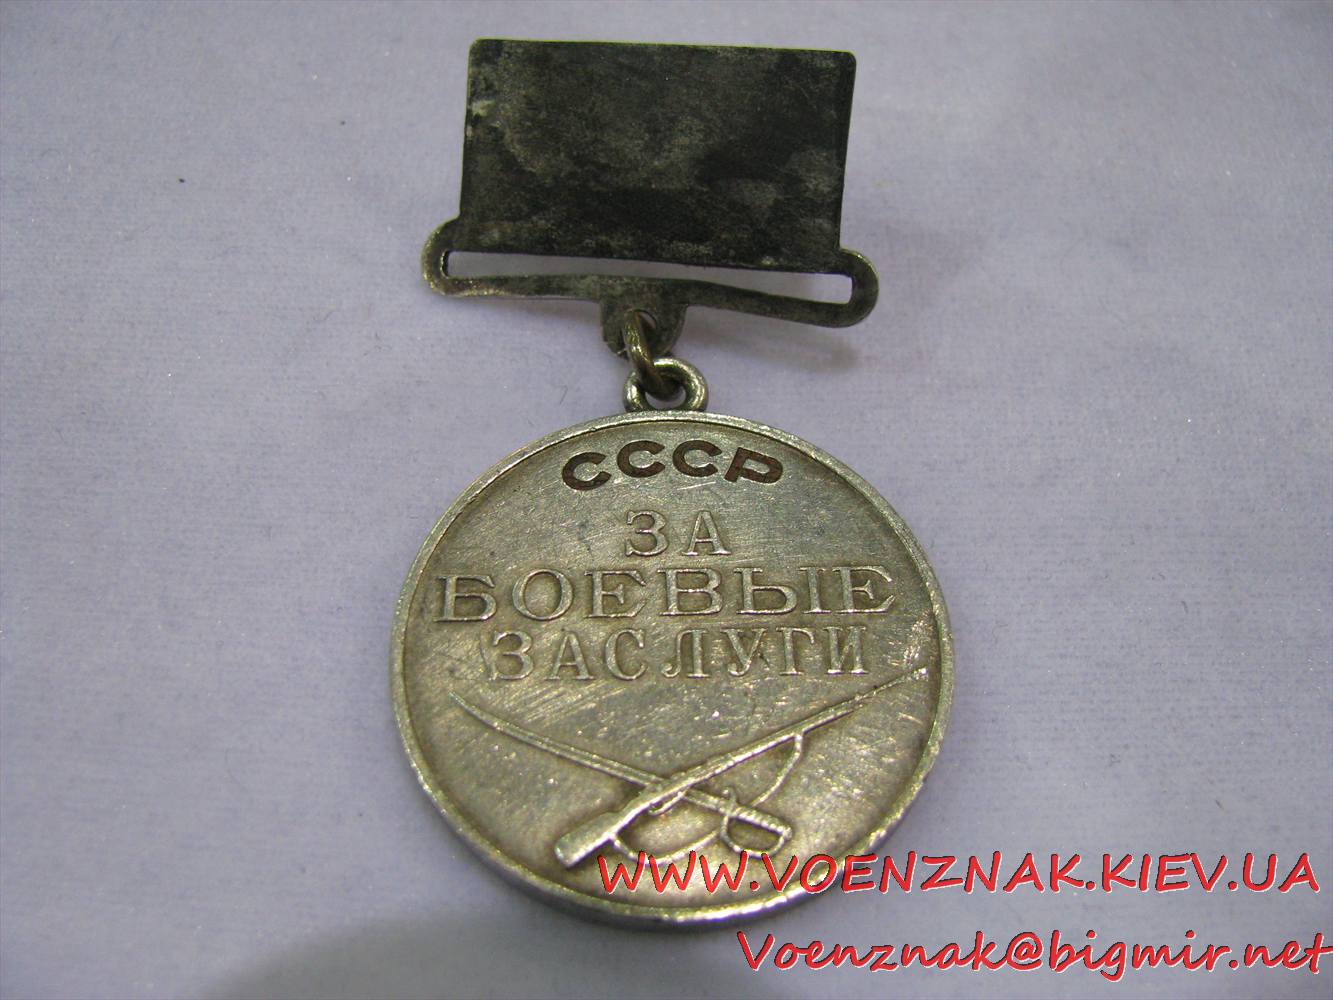 СССР
ЗА
БОЕВЫЕ
ЗАСЛУГИ
WWW.VOENZNAK.KIEV.UA
Voenznak@bigmir.net